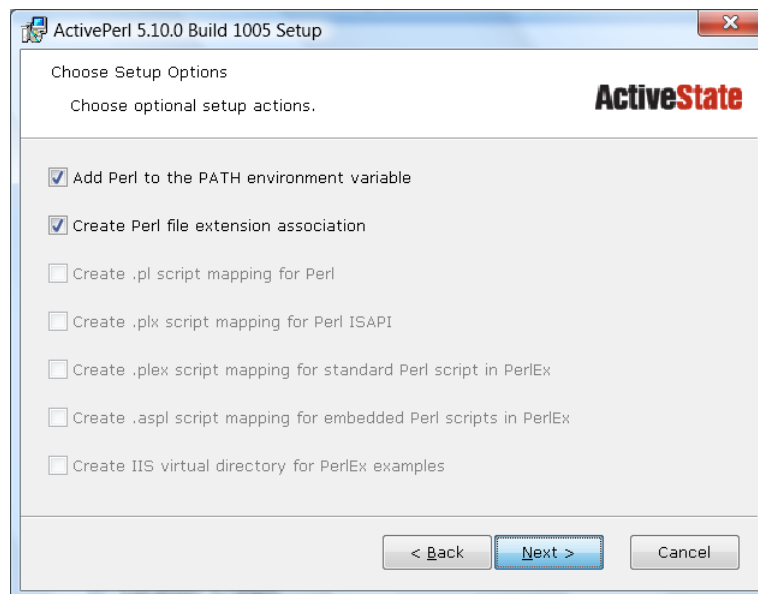 ActivePerl 5.10.0 Build 1005 Setup
Choose Setup Options
Choose optional setup actions.
ActiveState
Add Perl to the PATH environment variable
Create Perl file extension association
Create .pl script mapping for Perl
Create .plx script mapping for Perl ISAPI
Create .plex script mapping for standard Perl script in PerlEx
Create .aspl script mapping for embedded Perl scripts in PerlEx
Create IIS virtual directory for PerlEx examples
< Back Next > Cancel